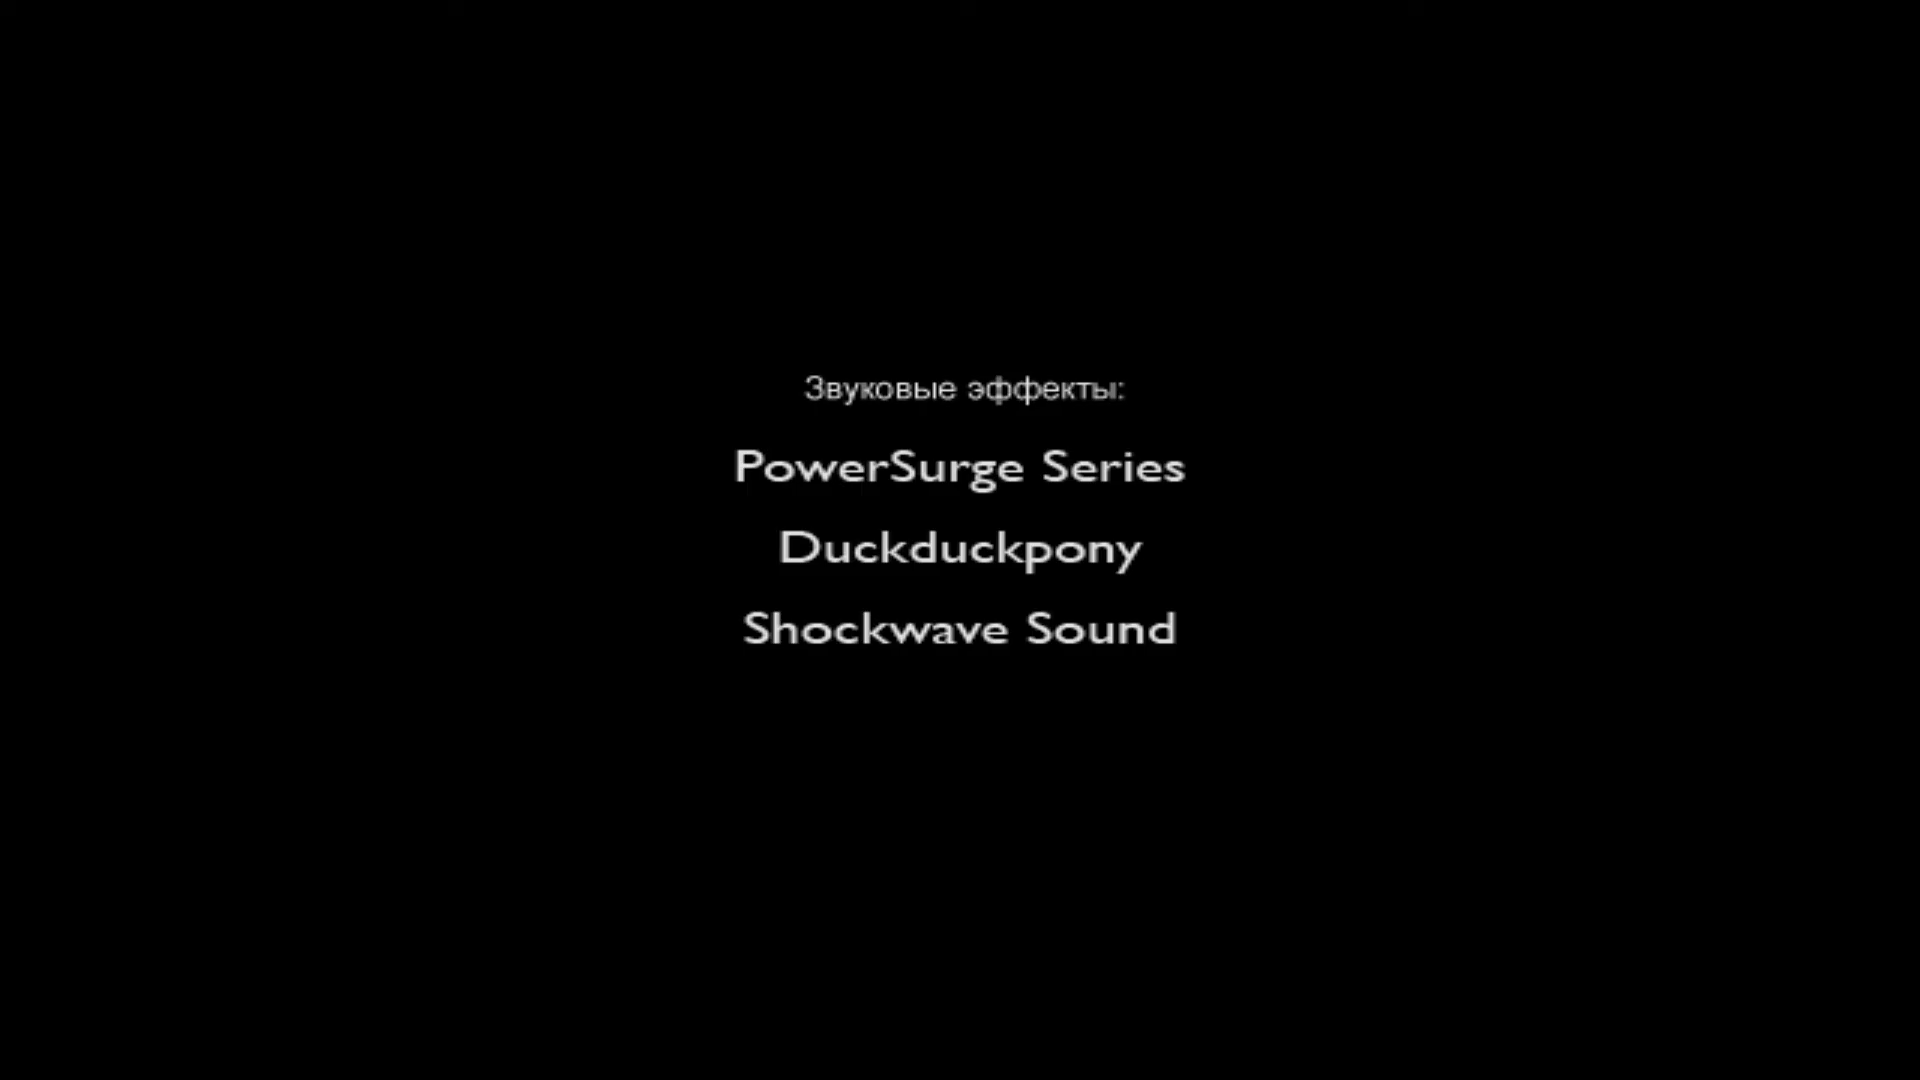 Звуковые эффекты:
PowerSurge Series
Duckduckpony
Shockwave Sound